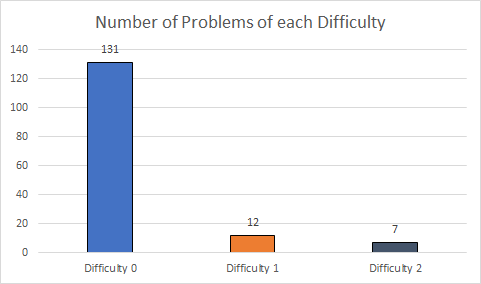 Number of Problems of each Difficulty
140
120
100
80
60
40
20
0
131
12
7
Difficulty 0
Difficulty 1
Difficulty 2